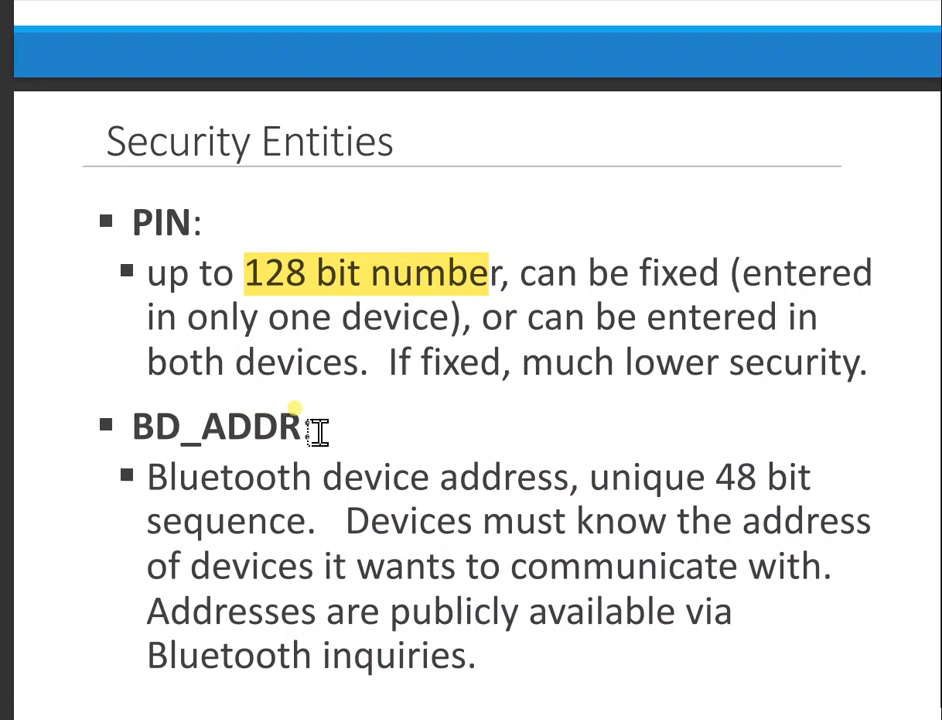 Security Entities
▪ PIN:
▪ up to 128 bit number, can be fixed (entered
in only one device), or can be entered in
both devices.  If fixed, much lower security.
▪ BD_ADDR:
▪ Bluetooth device address, unique 48 bit
sequence.   Devices must know the address
of devices it wants to communicate with.
Addresses are publicly available via
Bluetooth inquiries.